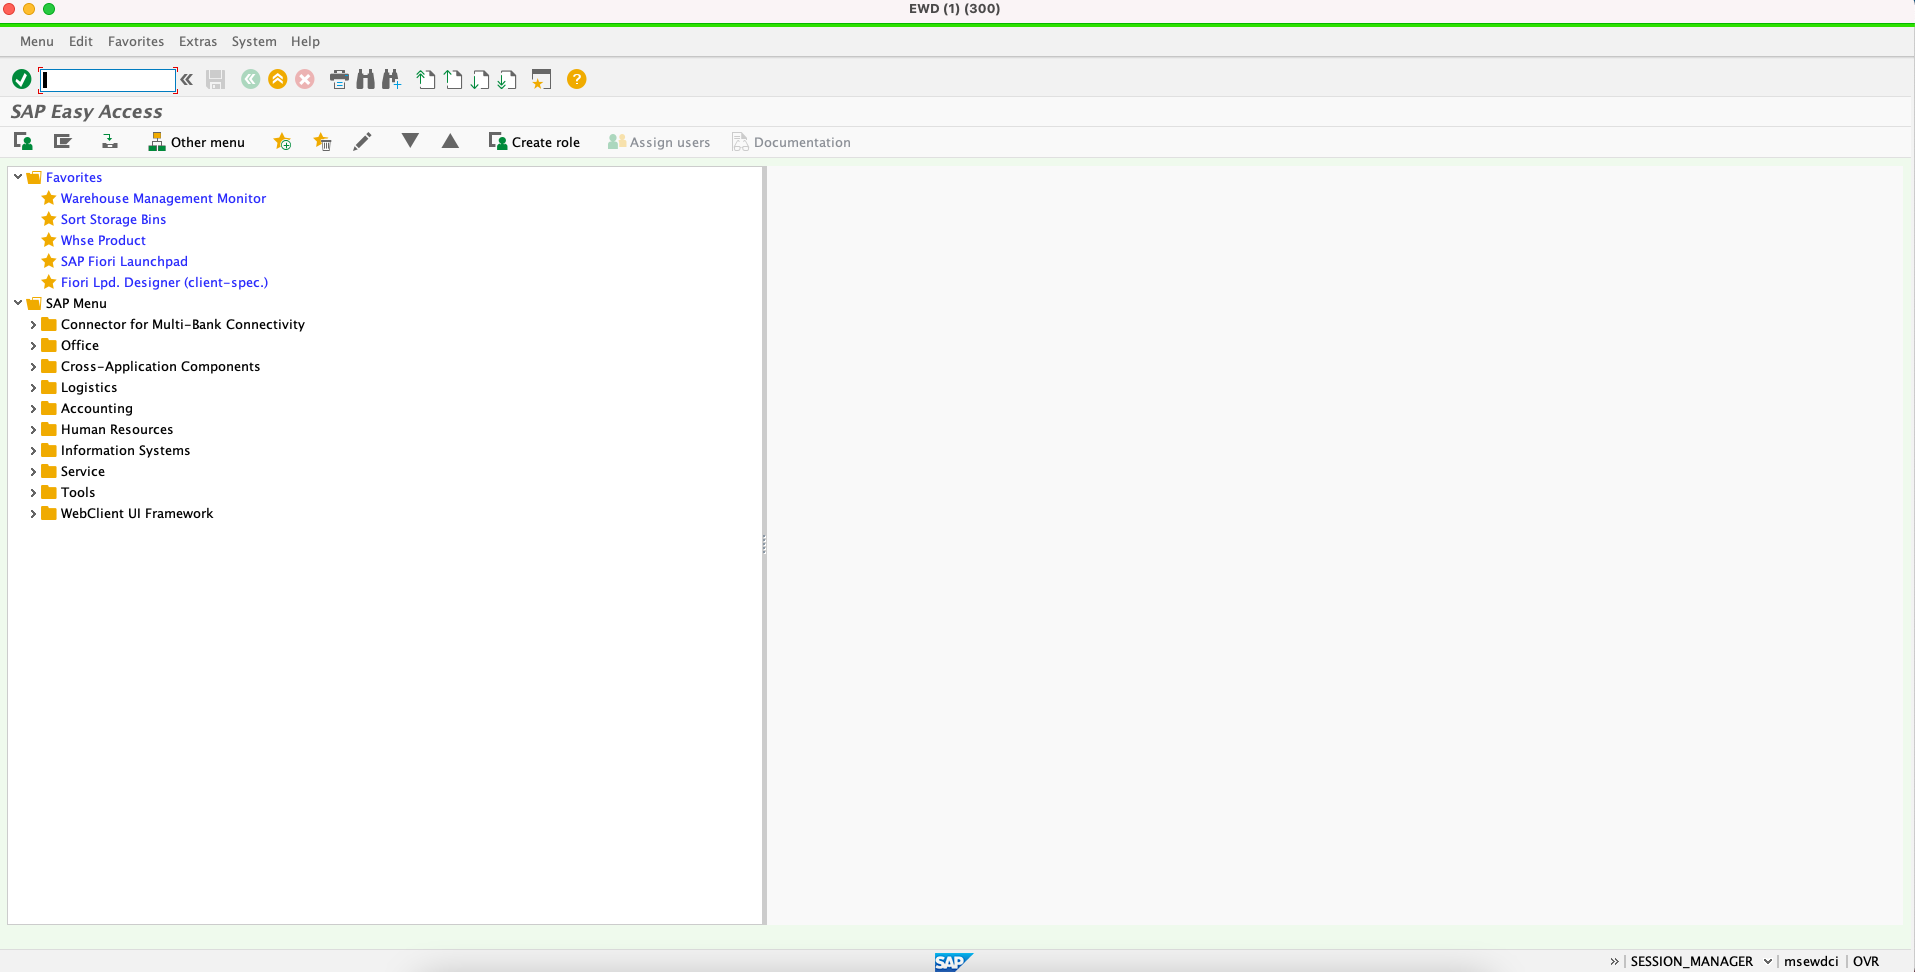 EWD (1) (300)
Menu Edit Favorites Extras System Help
SAP Easy Access
Other menu Create role Assign users Documentation
Favorites
Warehouse Management Monitor
Sort Storage Bins
Whse Product
SAP Fiori Launchpad
Fiori Lpd. Designer (client-spec.)
SAP Menu
Connector for Multi-Bank Connectivity
Office
Cross-Application Components
Logistics
Accounting
Human Resources
Information Systems
Service
Tools
WebClient UI Framework
SAP SESSION_MANAGER msewdci OVR